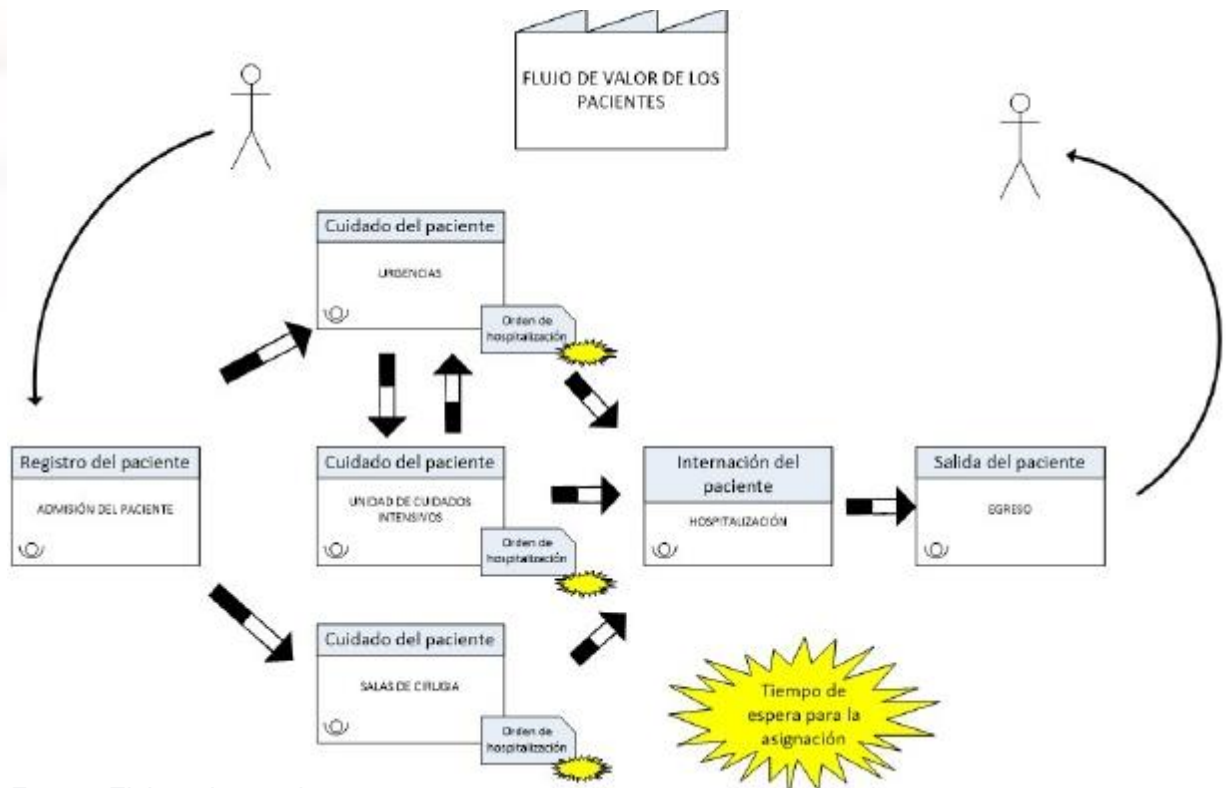 FLUJO DE VALOR DE LOS
PACIENTES
Cuidado del paciente
URGENCIAS
Orden de
hospitalización
Registro del paciente
ADMISIÓN DEL PACIENTE
Cuidado del paciente
UNIDAD DE CUIDADOS
INTENSIVOS
Orden de
hospitalización
Internación del
paciente
HOSPITALIZACIÓN
Salida del paciente
EGRESO
Cuidado del paciente
SALAS DE CIRUGIA
Orden de
hospitalización
Tiempo de
espera para la
asignación